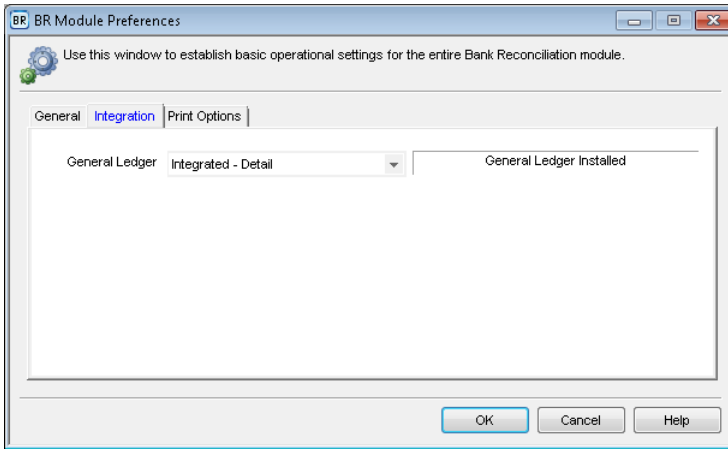 BR BR Module Preferences
Use this window to establish basic operational settings for the entire Bank Reconciliation module.
General Integration Print Options
General Ledger Integrated - Detail General Ledger Installed
OK Cancel Help